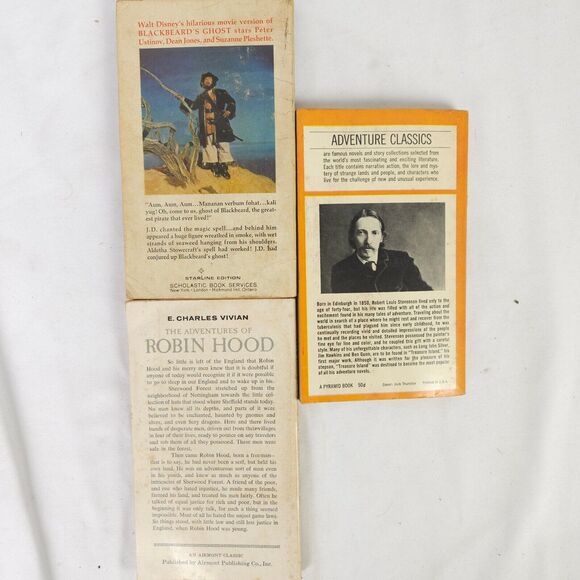 Walt Disney's hilarious movie version of
BLACKBEARD'S GHOST stars Peter
Ustinov, Dean Jones, and Suzanne Pleshette.
"Aum, Aum, Aum...Mananan verbum fohat...kali
yug! Oh, come to us, ghost of Blackbeard, the great-
est pirate that ever lived!"
J.D. chanted the magic spell....and behind him
appeared a huge figure wreathed in smoke, with wet
strands of seaweed hanging from his shoulders.
Aldetha Stowecraft's spell had worked! J.D. had
conjured up Blackbeard's ghost!
STARLINE EDITION
SCHOLASTIC BOOK SERVICES
New York · London · Richmond Hill, Ontario
E. CHARLES VIVIAN
THE ADVENTURES OF
ROBIN HOOD
So little is left of the England that Robin
Hood and his merry men knew that it is doubtful if
anyone of today would recognize it if it were possible
to go to sleep in our England and to wake up in his.
Sherwood Forest stretched up from the
neighborhood of Nottingham towards the little col-
lection of huts that stood where Sheffield stands today.
No man knew all its depths, and parts of it were
believed to be enchanted, haunted by gnomes or
elves, and even fiery dragons. Here and there lived
bands of desperate men, driven out from the villages
in fear of their lives, ready to pounce on any travelers
and rob them of all they possessed. These men were
safe in the forest.
Then came Robin Hood, born a free-man—
that is to say, he had never been a serf, but held his
own land. He was an adventurous sort of man even
in his youth, and knew as much as anyone of the
intricacies of Sherwood Forest. A friend of the poor,
and one who hated injustice, he made many friends,
farmed his land, and treated his men fairly. Often he
talked of equal justice for rich and poor, but in the
beginning it was only talk, for such a thing seemed
impossible. Most of all he hated the unjust game laws.
So things stood, with little law and still less justice in
England, when Robin Hood was young.
AN AIRMONT CLASSIC
Published by Airmont Publishing Co., Inc.
ADVENTURE CLASSICS
are famous novels and story collections selected from
the world's most fascinating and exciting literature.
Each title contains narrative action, the lore and mys-
tery of strange lands and people, and characters who
live for the challenge of new and unusual experience.
Born in Edinburgh in 1850, Robert Louis Stevenson lived only to the
age of forty-four, but his life was filled with all of the action and
excitement found in his many tales of adventure. Traveling about the
world in search of a place where he might rest and recover from the
tuberculosis that had plagued him since early childhood, he was
continually recording vivid and detailed impressions of the people
he met and the places he visited. Stevenson possessed the painter's
fine eye for line and color, and he coupled this gift with a careful
study. Many of his unforgettable characters, such as Long John Silver,
Jim Hawkins and Ben Gunn, are to be found in "Treasure Island,"
his first major work. Although it was written for the pleasure of his
stepson, "Treasure Island" was destined to become the most popular
of all his adventure novels.
A PYRAMID BOOK 50¢
Cover: Jack Thurston
Printed in U.S.A.